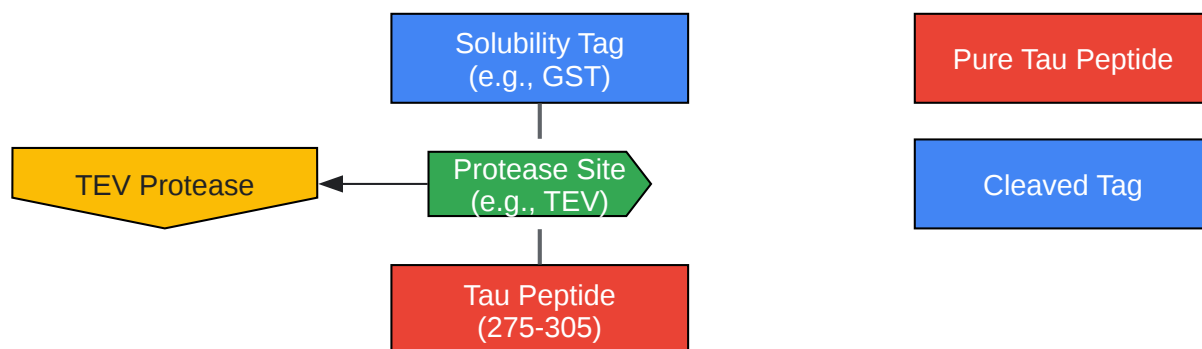 Solubility Tag
(e.g., GST)
Pure Tau Peptide
TEV Protease
Protease Site
(e.g., TEV)
Cleaved Tag
Tau Peptide
(275-305)